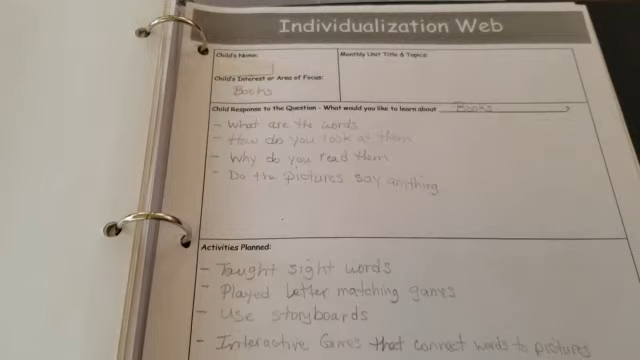 Individualization Web
Child's Name:
Monthly Unit Title & Topics:
Child's Interest or Area of Focus:
Books
Child Response to the Question - What would you like to learn about Books ?
- What are the words
- How do you look at them
- Why do you read them
- Do the pictures say anything
Activities Planned:
- Taught sight words
- Played letter matching games
- Use storyboards
- Interactive Games that connect words to pictures